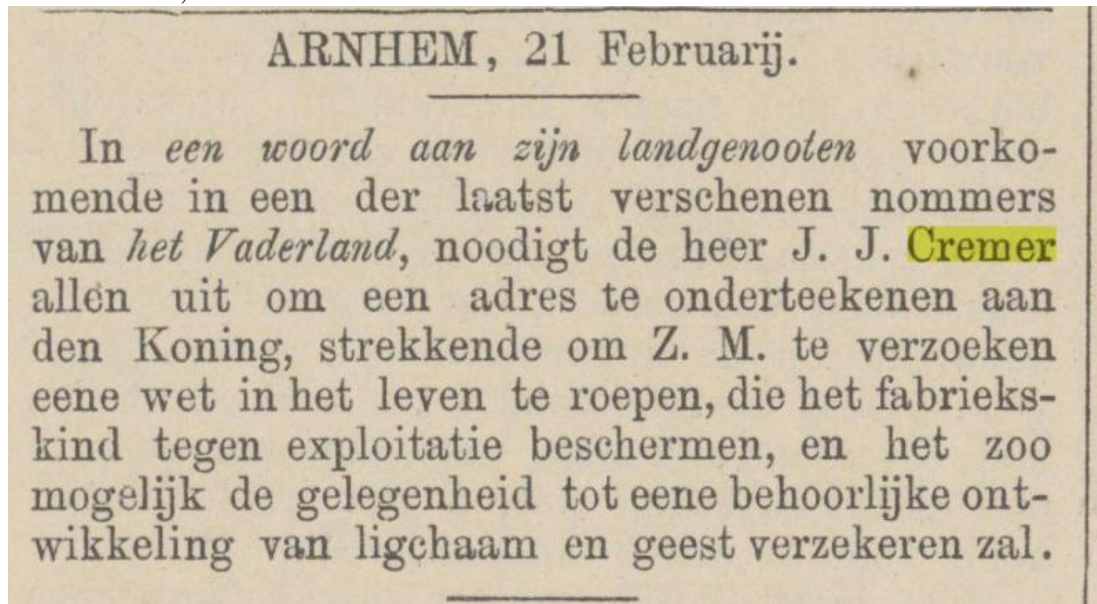 ARNHEM, 21 Februarij.
In een woord aan zijn landgenooten voorko-
mende in een der laatst verschenen nommers
van het Vaderland, noodigt de heer J. J. Cremer
allen uit om een adres te onderteekenen aan
den Koning, strekkende om Z. M. te verzoeken
eene wet in het leven te roepen, die het fabrieks-
kind tegen exploitatie beschermen, en het zoo
mogelijk de gelegenheid tot eene behoorlijke ont-
wikkeling van ligchaam en geest verzekeren zal.